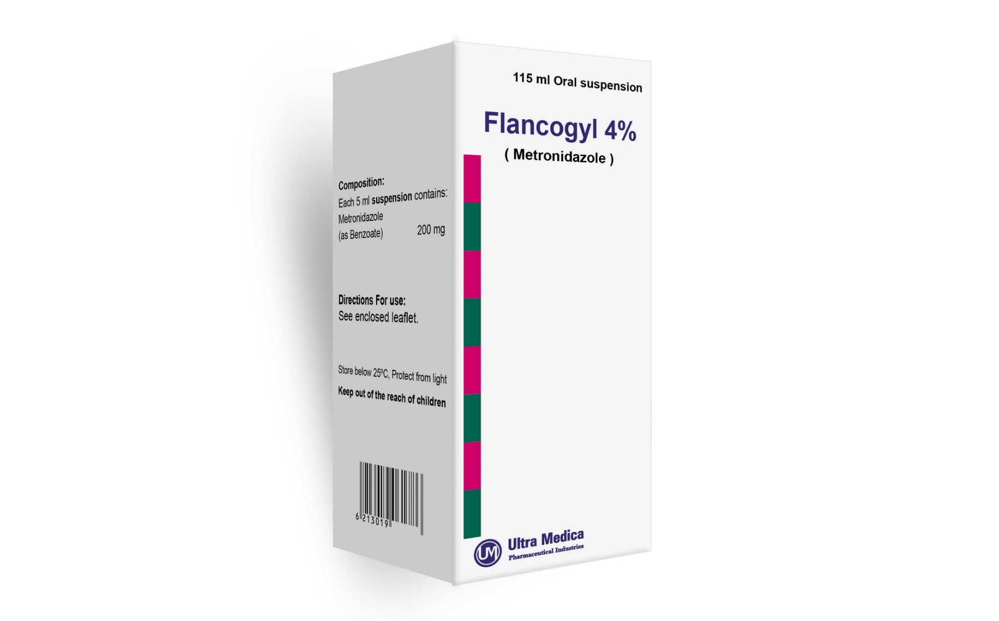 115 ml Oral suspension
Flancogyl 4%
( Metronidazole )
UM
Ultra Medica
Pharmaceutical Industries
Composition:
Each 5 ml suspension contains:
Metronidazole
(as Benzoate) 200 mg
Directions For use:
See enclosed leaflet.
Store below 25ºC, Protect from light
Keep out of the reach of children
6 213019